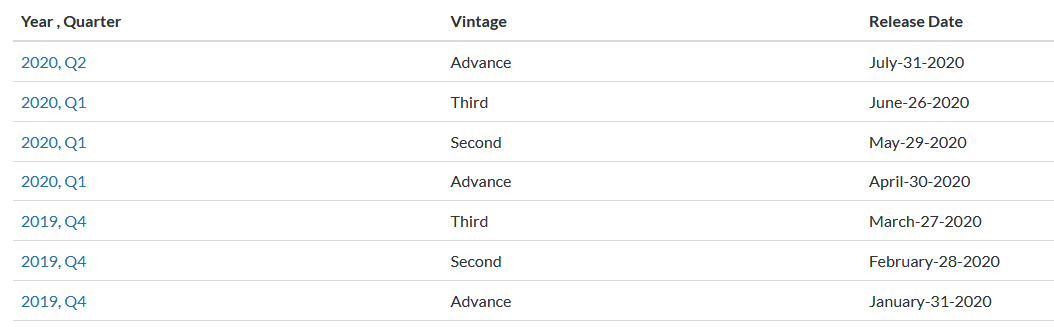 Year , Quarter Vintage Release Date
2020, Q2 Advance July-31-2020
2020, Q1 Third June-26-2020
2020, Q1 Second May-29-2020
2020, Q1 Advance April-30-2020
2019, Q4 Third March-27-2020
2019, Q4 Second February-28-2020
2019, Q4 Advance January-31-2020